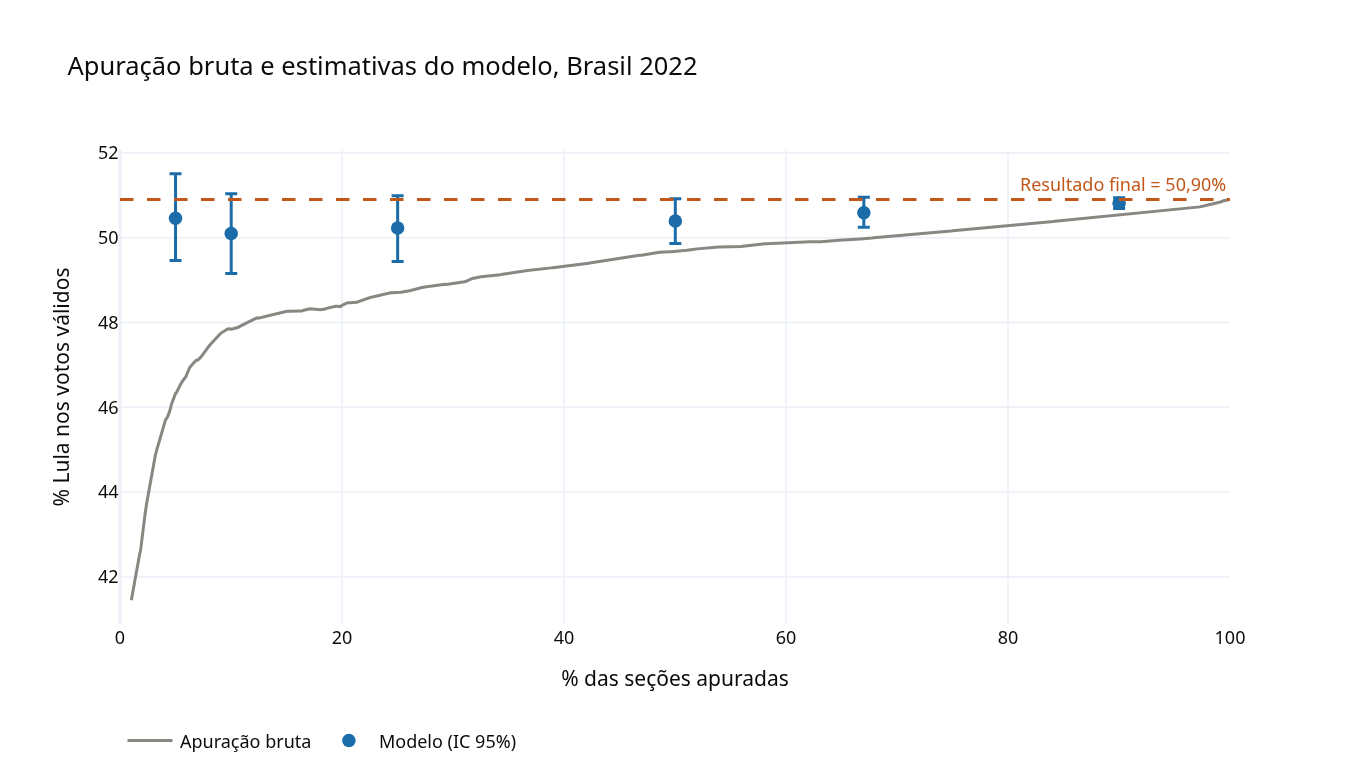 Apuração bruta e estimativas do modelo, Brasil 2022
% Lula nos votos válidos
52
50
48
46
44
42
Resultado final = 50,90%
0 20 40 60 80 100
% das seções apuradas
Apuração bruta Modelo (IC 95%)